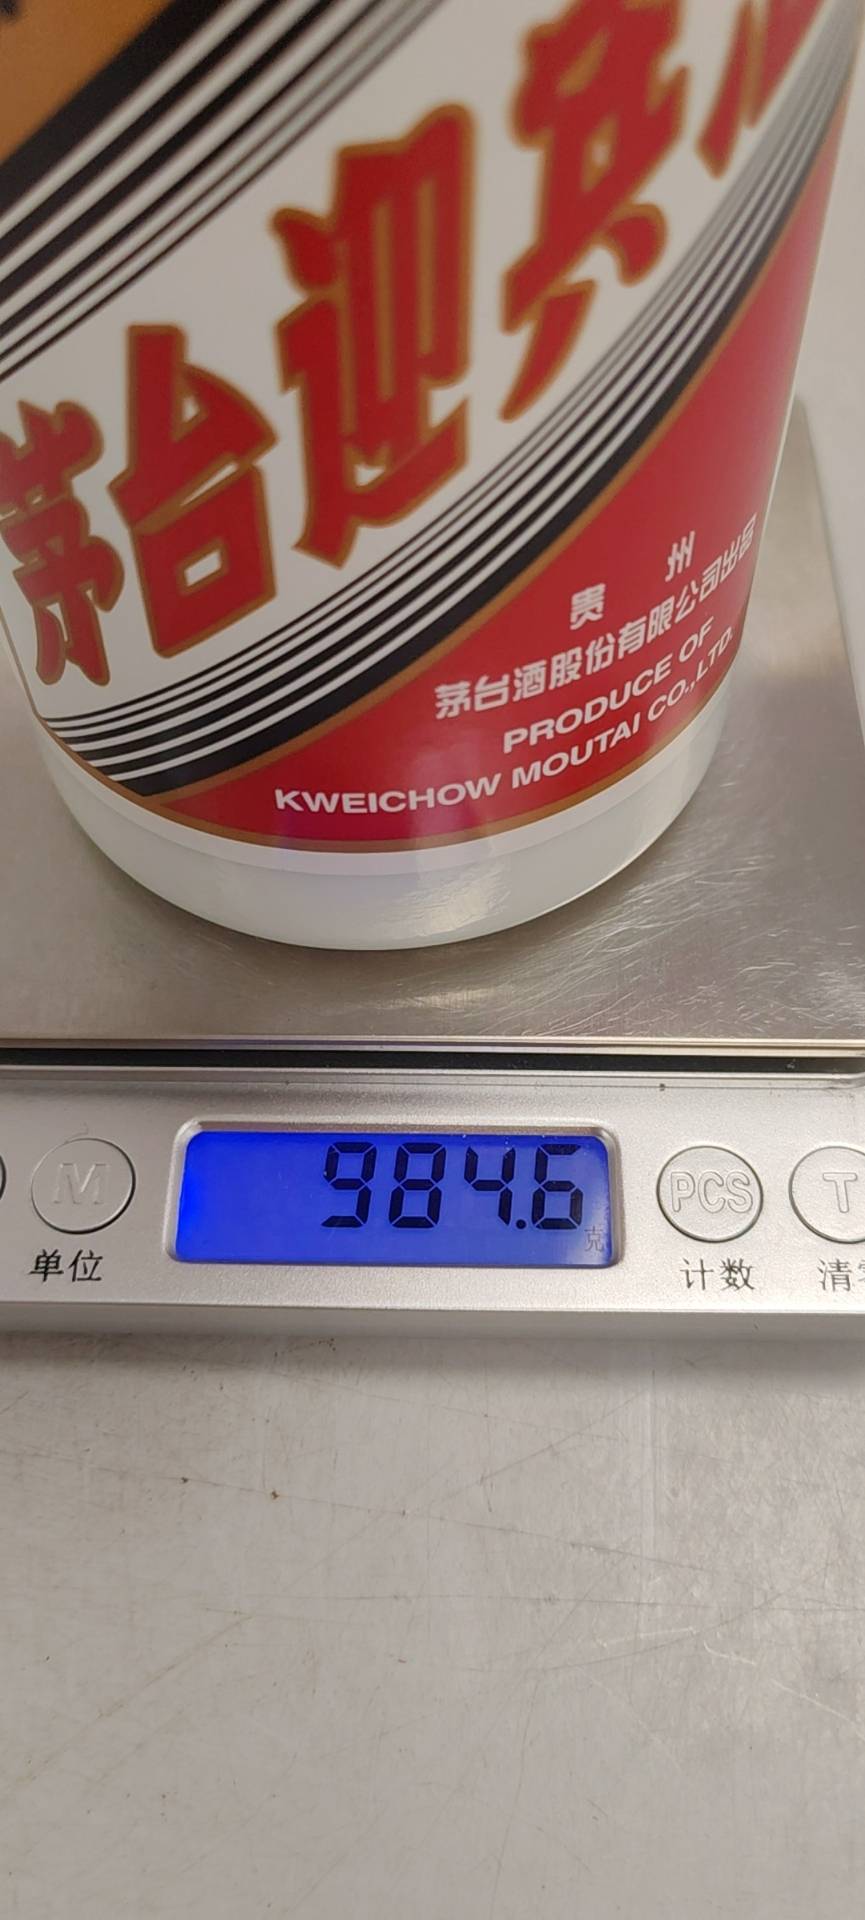 茅台迎宾
贵 州
茅台酒股份有限公司出品
PRODUCE OF
KWEICHOW MOUTAI CO.,LTD.
984.6
克
M
PCS
T
单位
计数
清